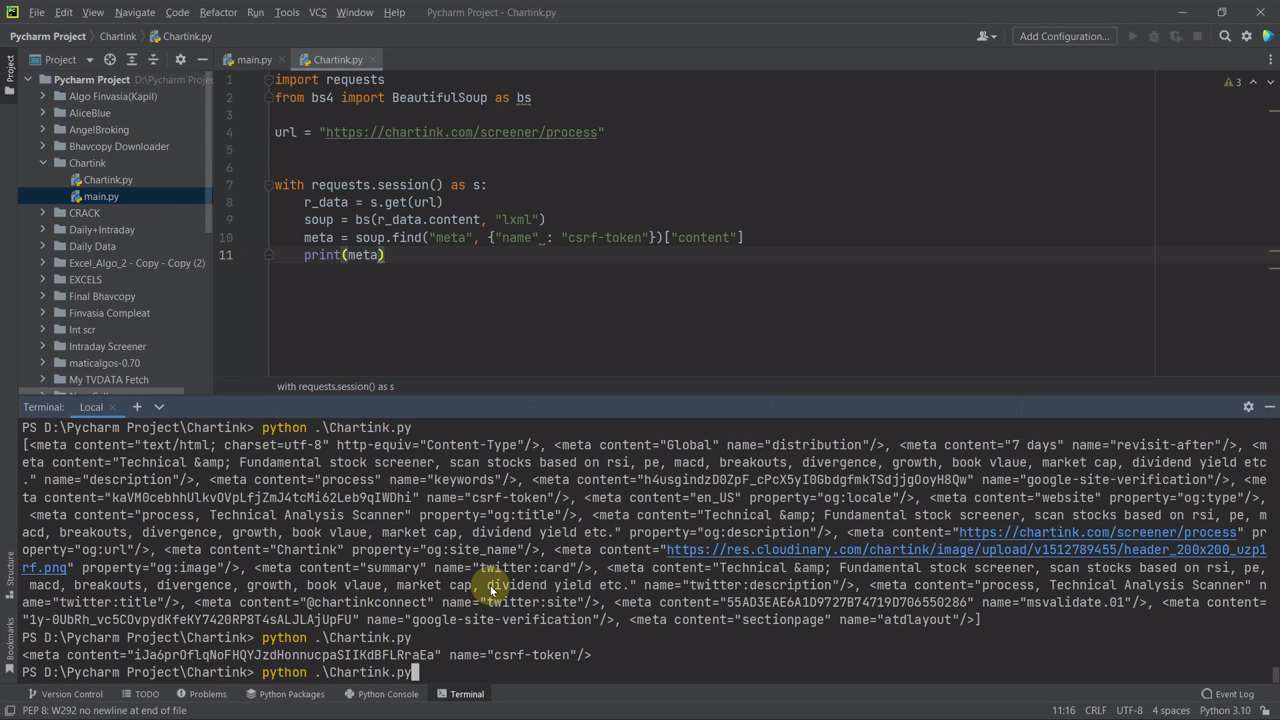 File Edit View Navigate Code Refactor Run Tools VCS Window Help Pycharm Project - Chartink.py
Pycharm Project Chartink Chartink.py Add Configuration...
Project main.py Chartink.py
Project
Pycharm Project D:\Pycharm Proje
Algo Finvasia(Kapil)
AliceBlue
AngelBroking
Bhavcopy Downloader
Chartink
Chartink.py
main.py
CRACK
Daily+Intraday
Daily Data
Excel_Algo_2 - Copy - Copy (2)
EXCELS
Final Bhavcopy
Finvasia Compleat
Int scr
Intraday Screener
maticalgos-0.70
My TVDATA Fetch
1 import requests
2 from bs4 import BeautifulSoup as bs
3
4 url = "https://chartink.com/screener/process"
5
6
7 with requests.session() as s:
8 r_data = s.get(url)
9 soup = bs(r_data.content, "lxml")
10 meta = soup.find("meta", {"name" : "csrf-token"})["content"]
11 print(meta)
3
with requests.session() as s
Terminal: Local
PS D:\Pycharm Project\Chartink> python .\Chartink.py
[<meta content="text/html; charset=utf-8" http-equiv="Content-Type"/>, <meta content="Global" name="distribution"/>, <meta content="7 days" name="revisit-after"/>, <m
eta content="Technical &amp; Fundamental stock screener, scan stocks based on rsi, pe, macd, breakouts, divergence, growth, book vlaue, market cap, dividend yield etc
." name="description"/>, <meta content="process" name="keywords"/>, <meta content="h4usgindzD0ZpF_cPcX5yI0GbdgfmkTSdjjgOoyH8Qw" name="google-site-verification"/>, <me
ta content="kaVM0cebhhUlkvOVpLfjZmJ4tcMi62Leb9qIWDhi" name="csrf-token"/>, <meta content="en_US" property="og:locale"/>, <meta content="website" property="og:type"/>,
<meta content="process, Technical Analysis Scanner" property="og:title"/>, <meta content="Technical &amp; Fundamental stock screener, scan stocks based on rsi, pe, m
acd, breakouts, divergence, growth, book vlaue, market cap, dividend yield etc." property="og:description"/>, <meta content="https://chartink.com/screener/process" pr
operty="og:url"/>, <meta content="Chartink" property="og:site_name"/>, <meta content="https://res.cloudinary.com/chartink/image/upload/v1512789455/header_200x200_uzp1
rf.png" property="og:image"/>, <meta content="summary" name="twitter:card"/>, <meta content="Technical &amp; Fundamental stock screener, scan stocks based on rsi, pe,
macd, breakouts, divergence, growth, book vlaue, market cap, dividend yield etc." name="twitter:description"/>, <meta content="process, Technical Analysis Scanner" n
ame="twitter:title"/>, <meta content="@chartinkconnect" name="twitter:site"/>, <meta content="55AD3EAE6A1D9727B74719D706550286" name="msvalidate.01"/>, <meta content=
"1y-0UbRh_vc5COvpydKfeKY7420RP8T4sALJLAjUpFU" name="google-site-verification"/>, <meta content="sectionpage" name="atdlayout"/>]
PS D:\Pycharm Project\Chartink> python .\Chartink.py
<meta content="iJa6prOflqNoFHQYJzdHonnucpaSIIKdBFLRraEa" name="csrf-token"/>
PS D:\Pycharm Project\Chartink> python .\Chartink.py
Structure
Bookmarks
Version Control TODO Problems Python Packages Python Console Terminal Event Log
PEP 8: W292 no newline at end of file 11:16 CRLF UTF-8 4 spaces Python 3.10